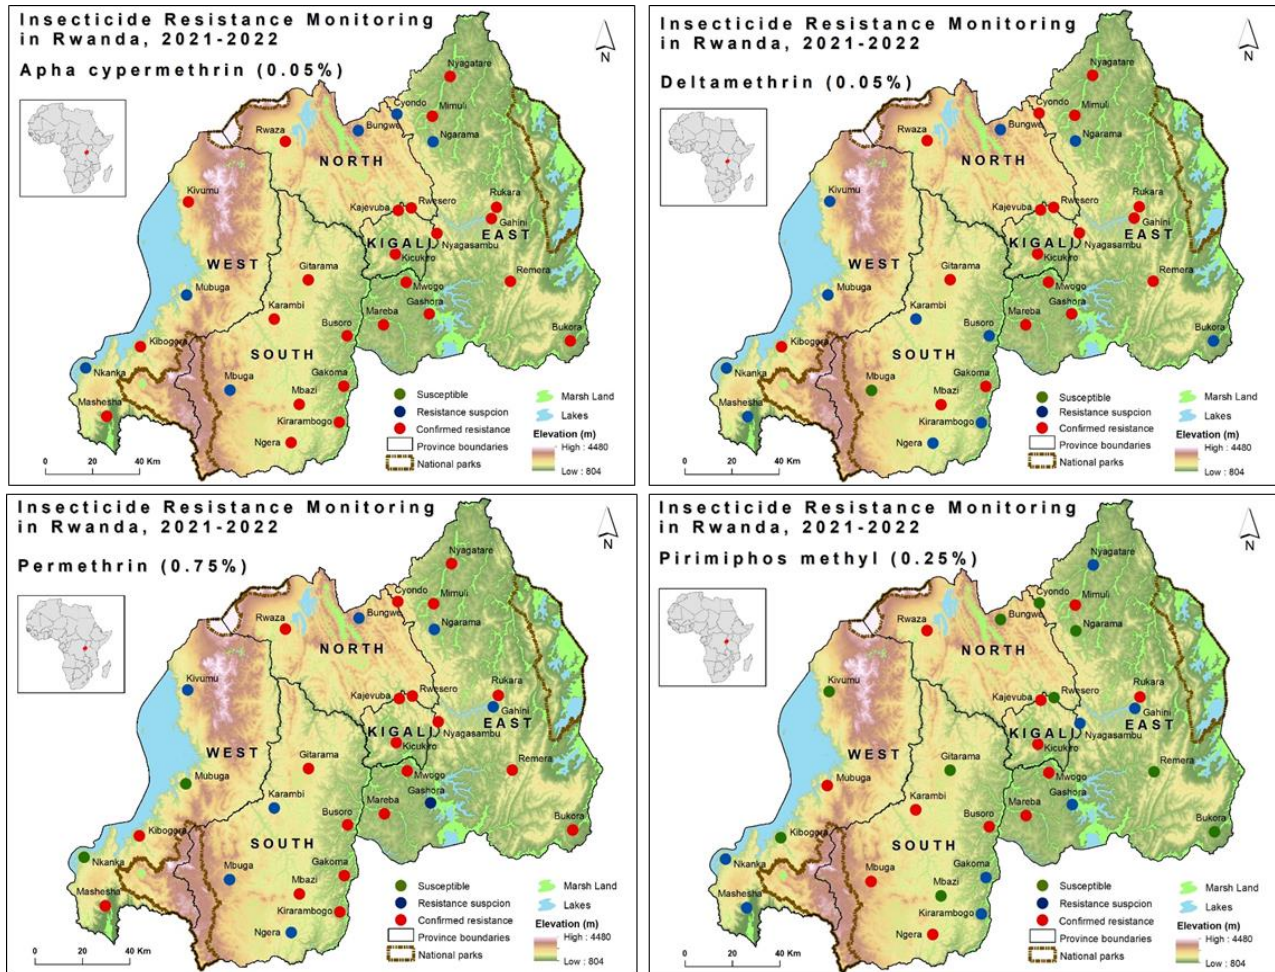 Insecticide Resistance Monitoring
in Rwanda, 2021-2022
Apha cypermethrin (0.05%)
N
Nyagatare
Cyondo
Mimuli
Rwaza
Bungwe
Ngarama
NORTH
Kivumu
Rukara
Kajevuba
Rwesero
Gahini
KIGALI
EAST
Nyagasambu
WEST
Kicukiro
Gitarama
Remera
Mubuga
Mwogo
Karambi
Mareba
Gashora
Busoro
Bukora
Kibogora
SOUTH
Nkanka
Mbuga
Gakoma
Mbazi
Mashesha
Kirarambogo
Ngera
Susceptible
Resistance suspcion
Confirmed resistance
Province boundaries
National parks
Marsh Land
Lakes
Elevation (m)
High : 4480
Low : 804
0 20 40 Km
Insecticide Resistance Monitoring
in Rwanda, 2021-2022
Deltamethrin (0.05%)
N
Nyagatare
Cyondo
Mimuli
Rwaza
Bungwe
Ngarama
NORTH
Kivumu
Rukara
Kajevuba
Rwesero
Gahini
KIGALI
EAST
Nyagasambu
WEST
Kicukiro
Gitarama
Remera
Mubuga
Mwogo
Karambi
Mareba
Gashora
Busoro
Bukora
Kibogora
SOUTH
Nkanka
Mbuga
Gakoma
Mbazi
Mashesha
Kirarambogo
Ngera
Susceptible
Resistance suspcion
Confirmed resistance
Province boundaries
National parks
Marsh Land
Lakes
Elevation (m)
High : 4480
Low : 804
0 20 40 Km
Insecticide Resistance Monitoring
in Rwanda, 2021-2022
Permethrin (0.75%)
N
Nyagatare
Cyondo
Mimuli
Rwaza
Bungwe
Ngarama
NORTH
Kivumu
Rukara
Kajevuba
Rwesero
Gahini
KIGALI
EAST
Nyagasambu
WEST
Kicukiro
Gitarama
Remera
Mubuga
Mwogo
Karambi
Mareba
Gashora
Busoro
Bukora
Kibogora
SOUTH
Nkanka
Mbuga
Gakoma
Mbazi
Mashesha
Kirarambogo
Ngera
Susceptible
Resistance suspcion
Confirmed resistance
Province boundaries
National parks
Marsh Land
Lakes
Elevation (m)
High : 4480
Low : 804
0 20 40 Km
Insecticide Resistance Monitoring
in Rwanda, 2021-2022
Pirimiphos methyl (0.25%)
N
Nyagatare
Cyondo
Mimuli
Rwaza
Bungwe
Ngarama
NORTH
Kivumu
Rukara
Kajevuba
Rwesero
Gahini
KIGALI
EAST
Nyagasambu
WEST
Kicukiro
Gitarama
Remera
Mubuga
Mwogo
Karambi
Mareba
Gashora
Busoro
Bukora
Kibogora
SOUTH
Nkanka
Mbuga
Gakoma
Mbazi
Mashesha
Kirarambogo
Ngera
Susceptible
Resistance suspcion
Confirmed resistance
Province boundaries
National parks
Marsh Land
Lakes
Elevation (m)
High : 4480
Low : 804
0 20 40 Km